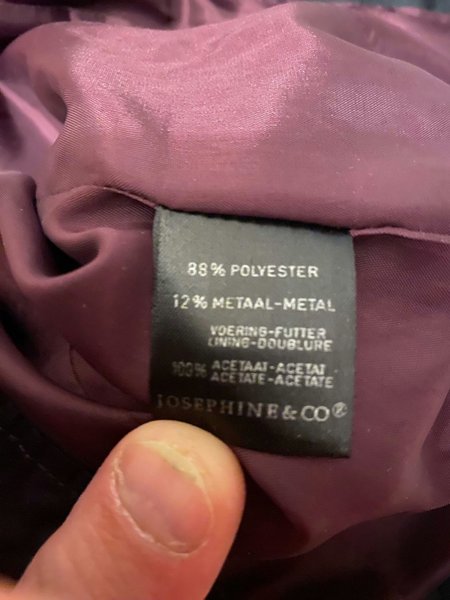 88% POLYESTER
12% METAAL-METAL
VOERING-FUTTER
LINING-DOUBLURE
100% ACETAAT-ACETAT
ACETATE-ACETATE
JOSEPHINE&CO®